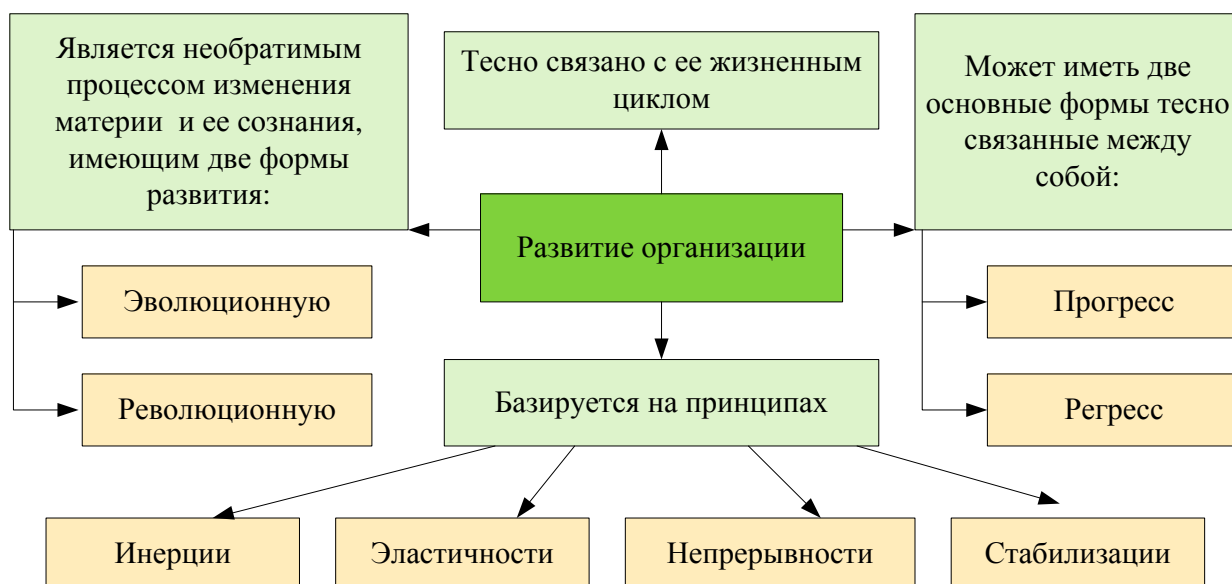 Является необратимым
процессом изменения
материи и ее сознания,
имеющим две формы
развития:
Тесно связано с ее жизненным
циклом
Может иметь две
основные формы тесно
связанные между
собой:
Развитие организации
Эволюционную
Революционную
Прогресс
Регресс
Базируется на принципах
Инерции
Эластичности
Непрерывности
Стабилизации